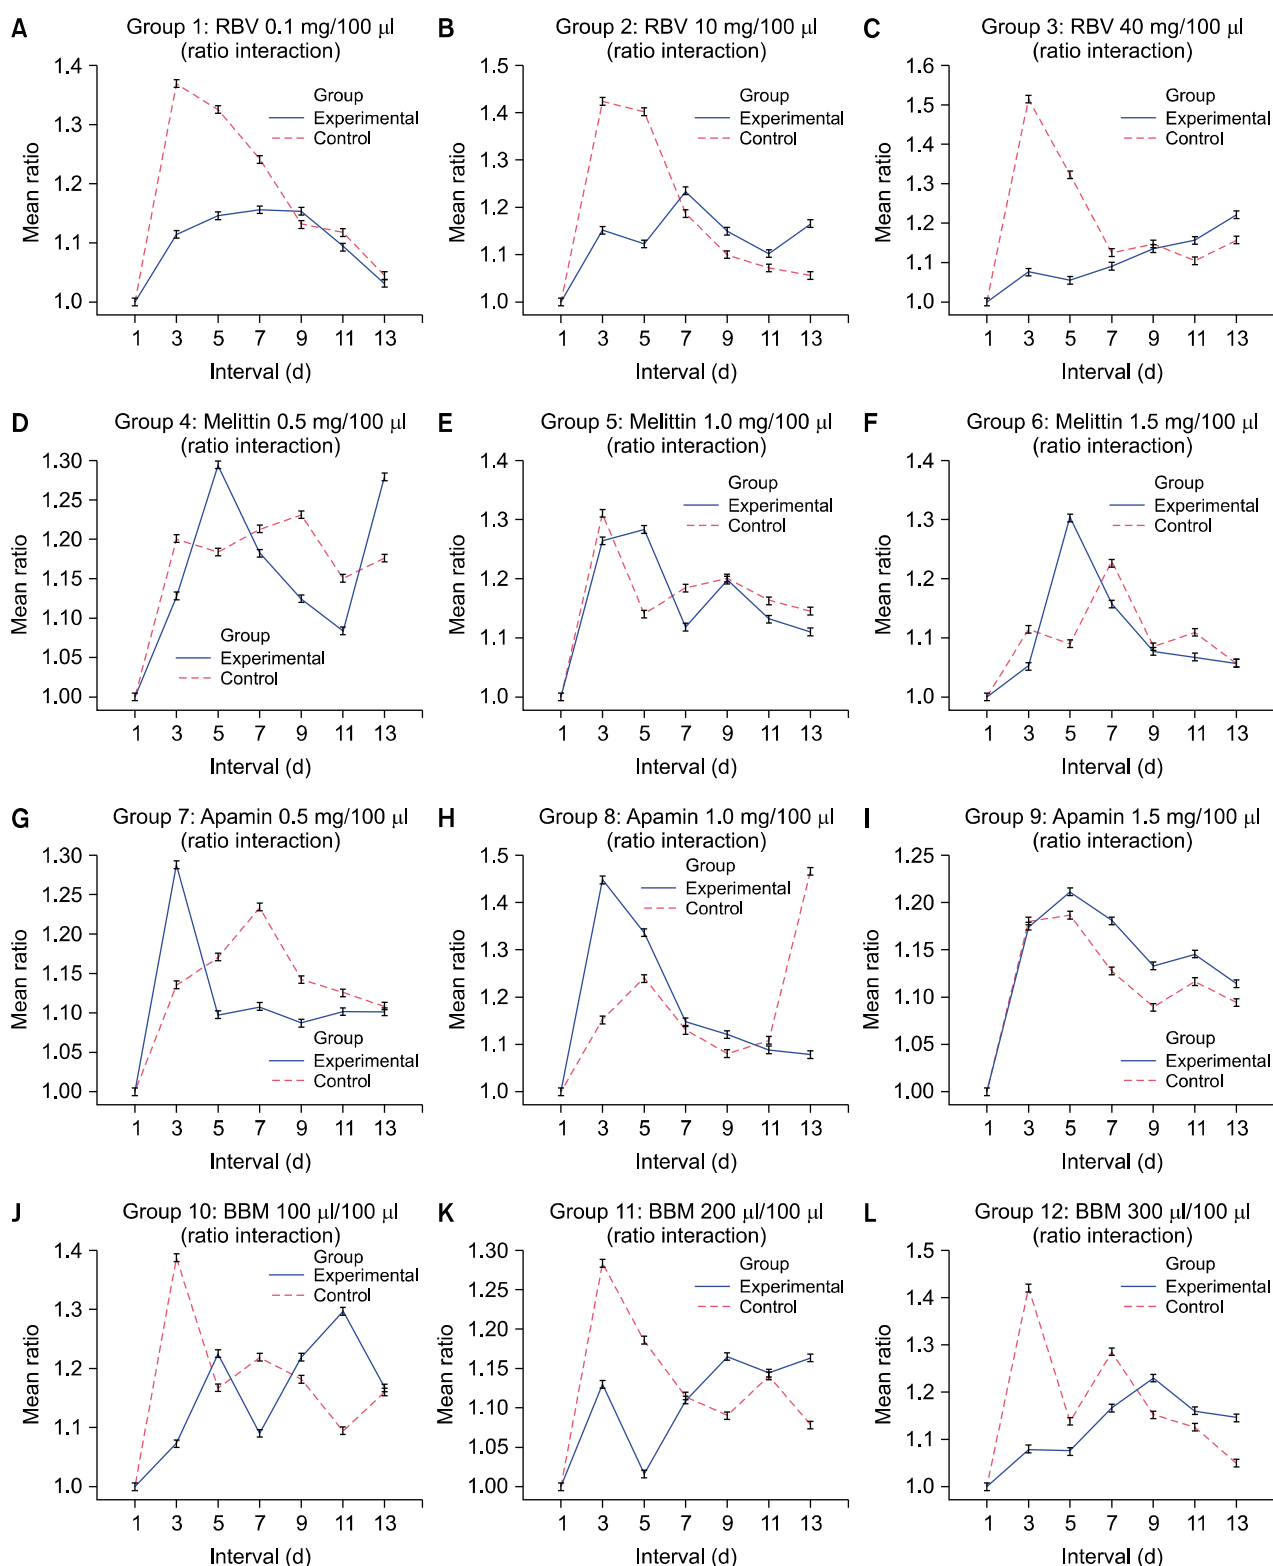 A
Group 1: RBV 0.1 mg/100 µl
(ratio interaction)
1.4
1.3
1.2
1.1
1.0
Mean ratio
Group
Experimental
Control
1 3 5 7 9 11 13
Interval (d)
B
Group 2: RBV 10 mg/100 µl
(ratio interaction)
1.5
1.4
1.3
1.2
1.1
1.0
Mean ratio
Group
Experimental
Control
1 3 5 7 9 11 13
Interval (d)
C
Group 3: RBV 40 mg/100 µl
(ratio interaction)
1.6
1.5
1.4
1.3
1.2
1.1
1.0
Mean ratio
Group
Experimental
Control
1 3 5 7 9 11 13
Interval (d)
D
Group 4: Melittin 0.5 mg/100 µl
(ratio interaction)
1.30
1.25
1.20
1.15
1.10
1.05
1.00
Mean ratio
Group
Experimental
Control
1 3 5 7 9 11 13
Interval (d)
E
Group 5: Melittin 1.0 mg/100 µl
(ratio interaction)
1.4
1.3
1.2
1.1
1.0
Mean ratio
Group
Experimental
Control
1 3 5 7 9 11 13
Interval (d)
F
Group 6: Melittin 1.5 mg/100 µl
(ratio interaction)
1.4
1.3
1.2
1.1
1.0
Mean ratio
Group
Experimental
Control
1 3 5 7 9 11 13
Interval (d)
G
Group 7: Apamin 0.5 mg/100 µl
(ratio interaction)
1.30
1.25
1.20
1.15
1.10
1.05
1.00
Mean ratio
Group
Experimental
Control
1 3 5 7 9 11 13
Interval (d)
H
Group 8: Apamin 1.0 mg/100 µl
(ratio interaction)
1.5
1.4
1.3
1.2
1.1
1.0
Mean ratio
Group
Experimental
Control
1 3 5 7 9 11 13
Interval (d)
I
Group 9: Apamin 1.5 mg/100 µl
(ratio interaction)
1.25
1.20
1.15
1.10
1.05
1.00
Mean ratio
Group
Experimental
Control
1 3 5 7 9 11 13
Interval (d)
J
Group 10: BBM 100 µl/100 µl
(ratio interaction)
1.4
1.3
1.2
1.1
1.0
Mean ratio
Group
Experimental
Control
1 3 5 7 9 11 13
Interval (d)
K
Group 11: BBM 200 µl/100 µl
(ratio interaction)
1.30
1.25
1.20
1.15
1.10
1.05
1.00
Mean ratio
Group
Experimental
Control
1 3 5 7 9 11 13
Interval (d)
L
Group 12: BBM 300 µl/100 µl
(ratio interaction)
1.5
1.4
1.3
1.2
1.1
1.0
Mean ratio
Group
Experimental
Control
1 3 5 7 9 11 13
Interval (d)